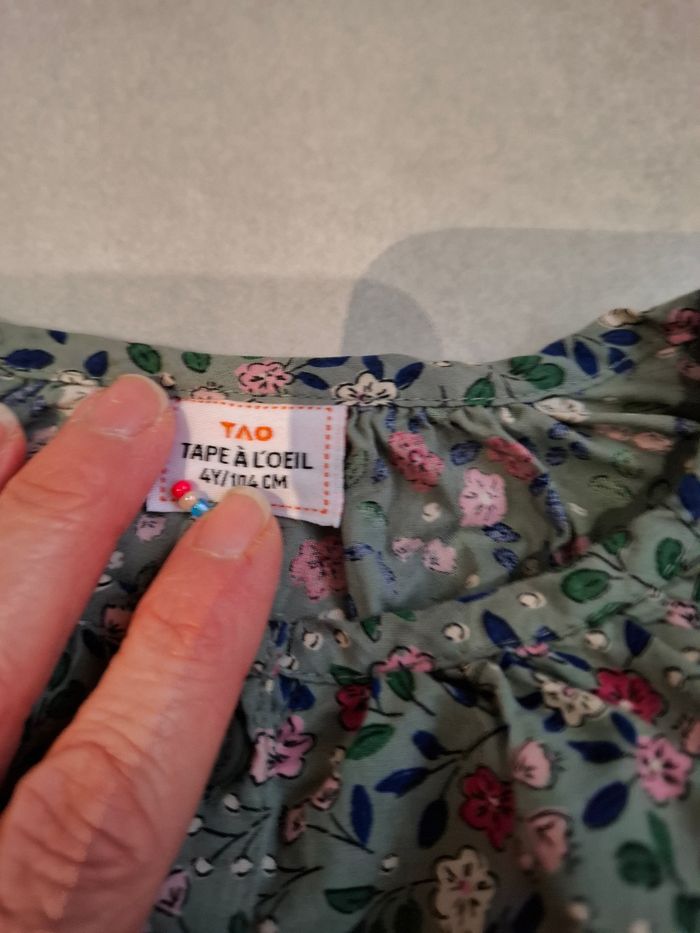 TAO
TAPE À L'OEIL
4Y/104 CM